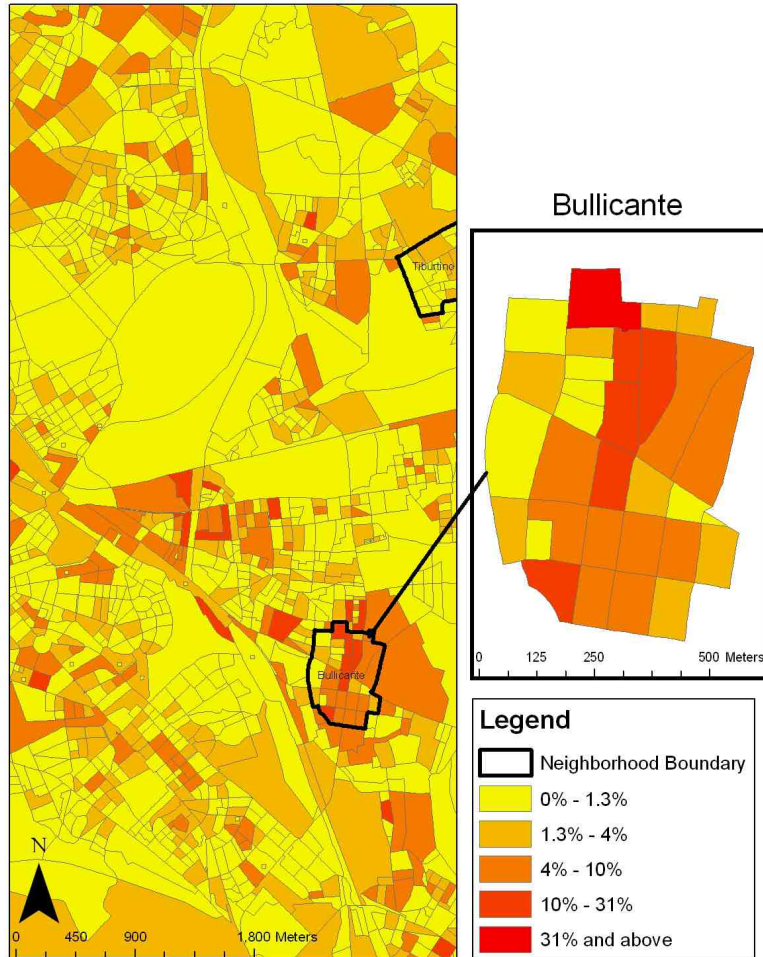 Tiburtino
Bullicante
N
0 450 900 1,800 Meters
Bullicante
0 125 250 500 Meters
Legend
Neighborhood Boundary
0% - 1.3%
1.3% - 4%
4% - 10%
10% - 31%
31% and above